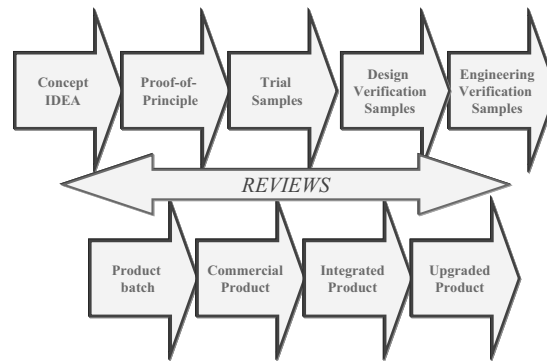 Concept
IDEA
Proof-of-
Principle
Trial
Samples
Design
Verification
Samples
Engineering
Verification
Samples
REVIEWS
Product
batch
Commercial
Product
Integrated
Product
Upgraded
Product